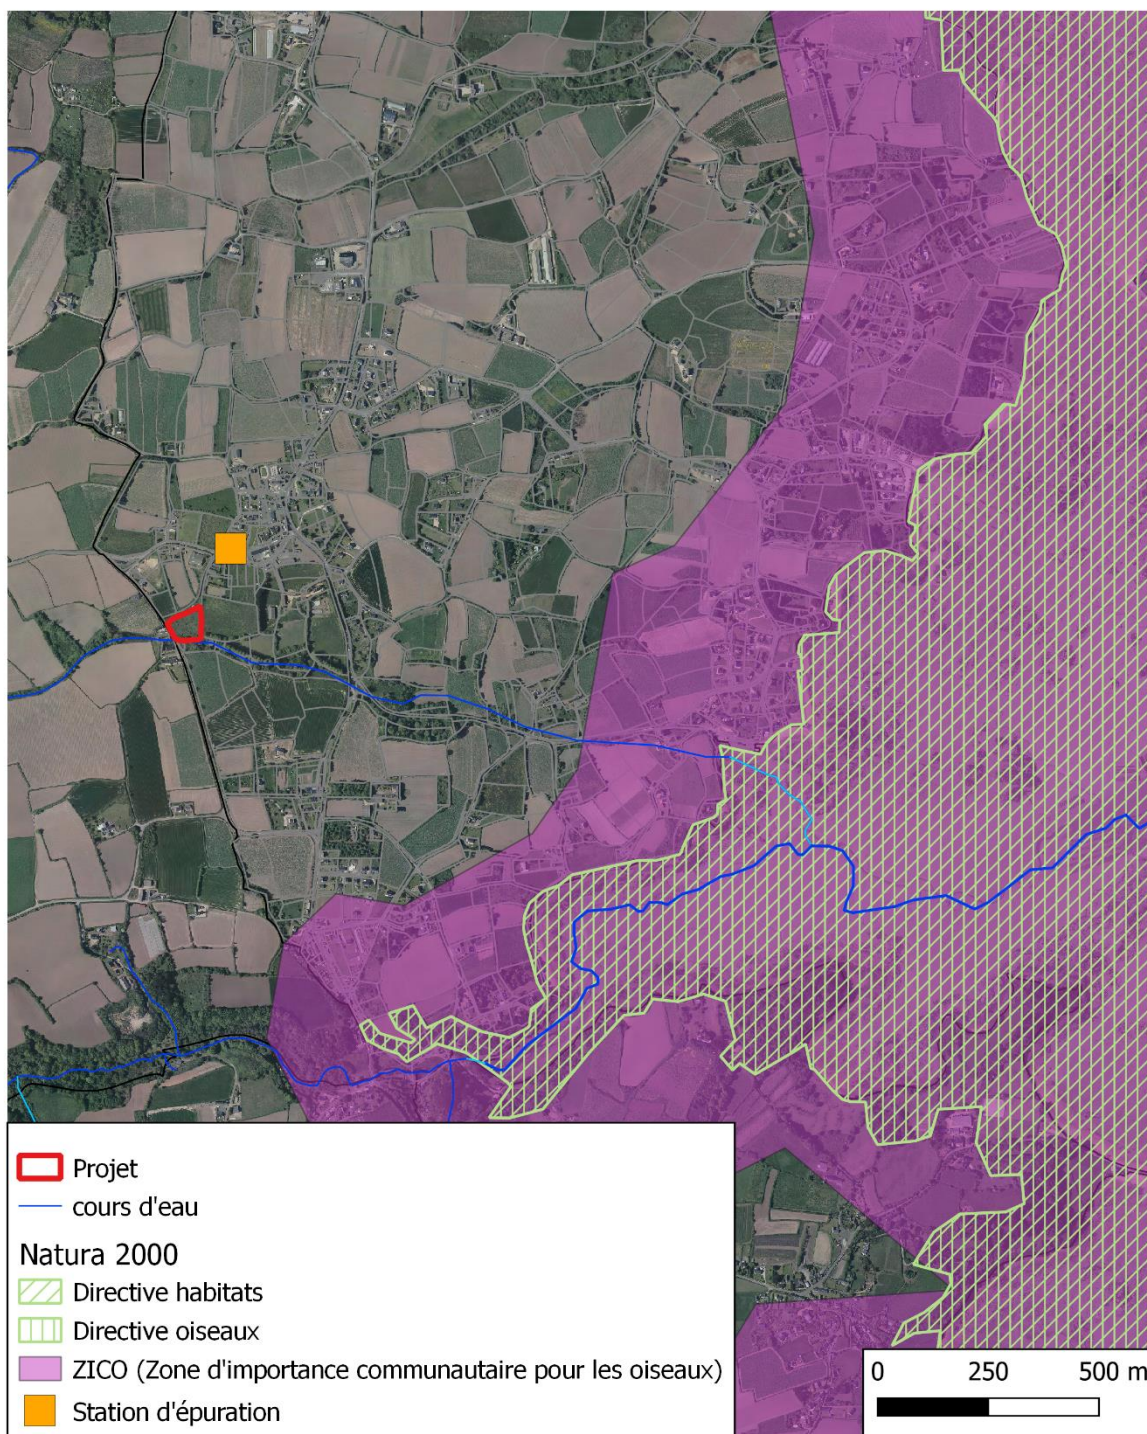 Projet
cours d'eau
Natura 2000
Directive habitats
Directive oiseaux
ZICO (Zone d'importance communautaire pour les oiseaux)
Station d'épuration
0 250 500 m